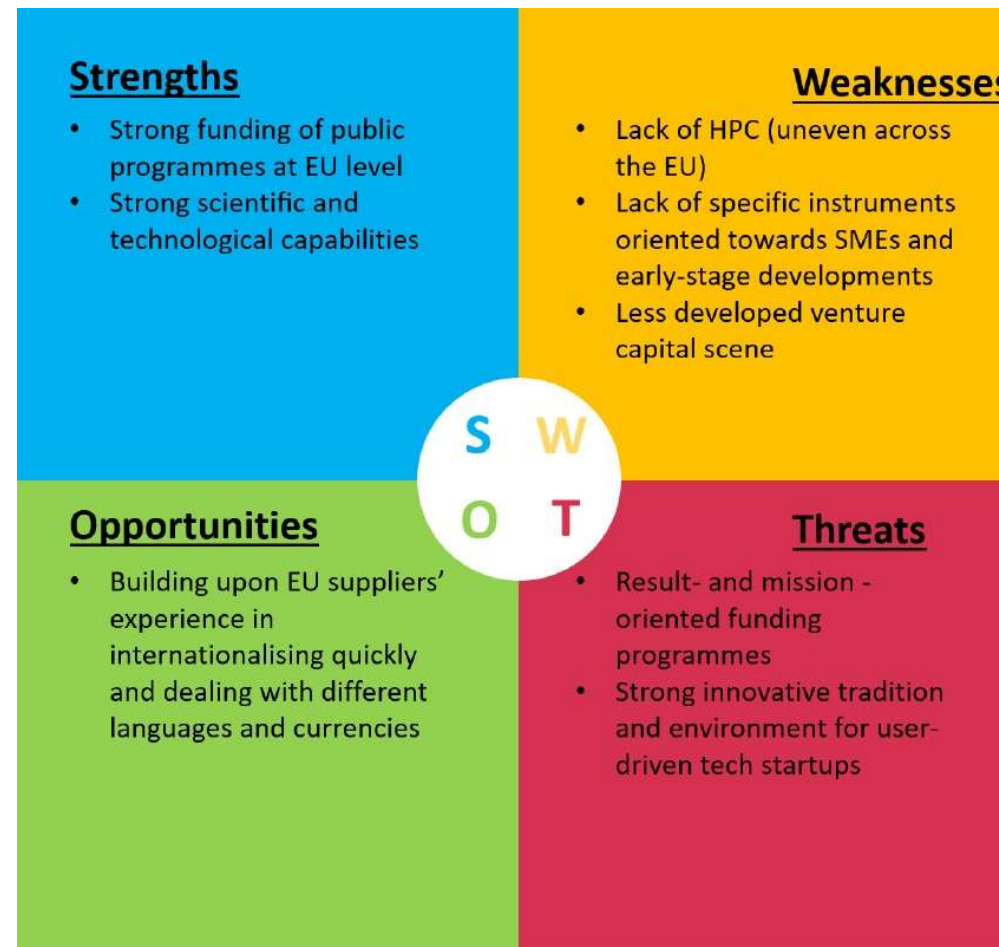 Strengths
• Strong funding of public
programmes at EU level
• Strong scientific and
technological capabilities
Weaknesses
• Lack of HPC (uneven across
the EU)
• Lack of specific instruments
oriented towards SMEs and
early-stage developments
• Less developed venture
capital scene
S W
O T
Opportunities
• Building upon EU suppliers'
experience in
internationalising quickly
and dealing with different
languages and currencies
Threats
• Result- and mission -
oriented funding
programmes
• Strong innovative tradition
and environment for user-
driven tech startups